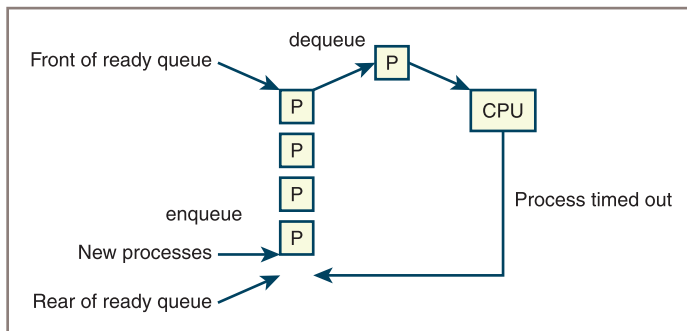 dequeue
Front of ready queue
P
P
CPU
P
P
Process timed out
enqueue
P
New processes
Rear of ready queue